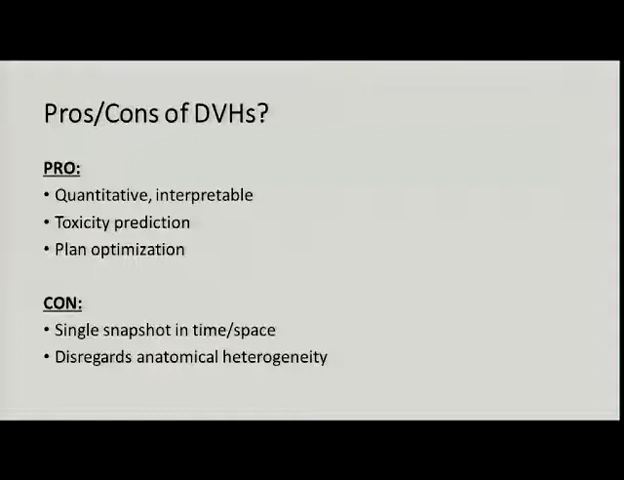 Pros/Cons of DVHs?
PRO:
• Quantitative, interpretable
• Toxicity prediction
• Plan optimization
CON:
• Single snapshot in time/space
• Disregards anatomical heterogeneity